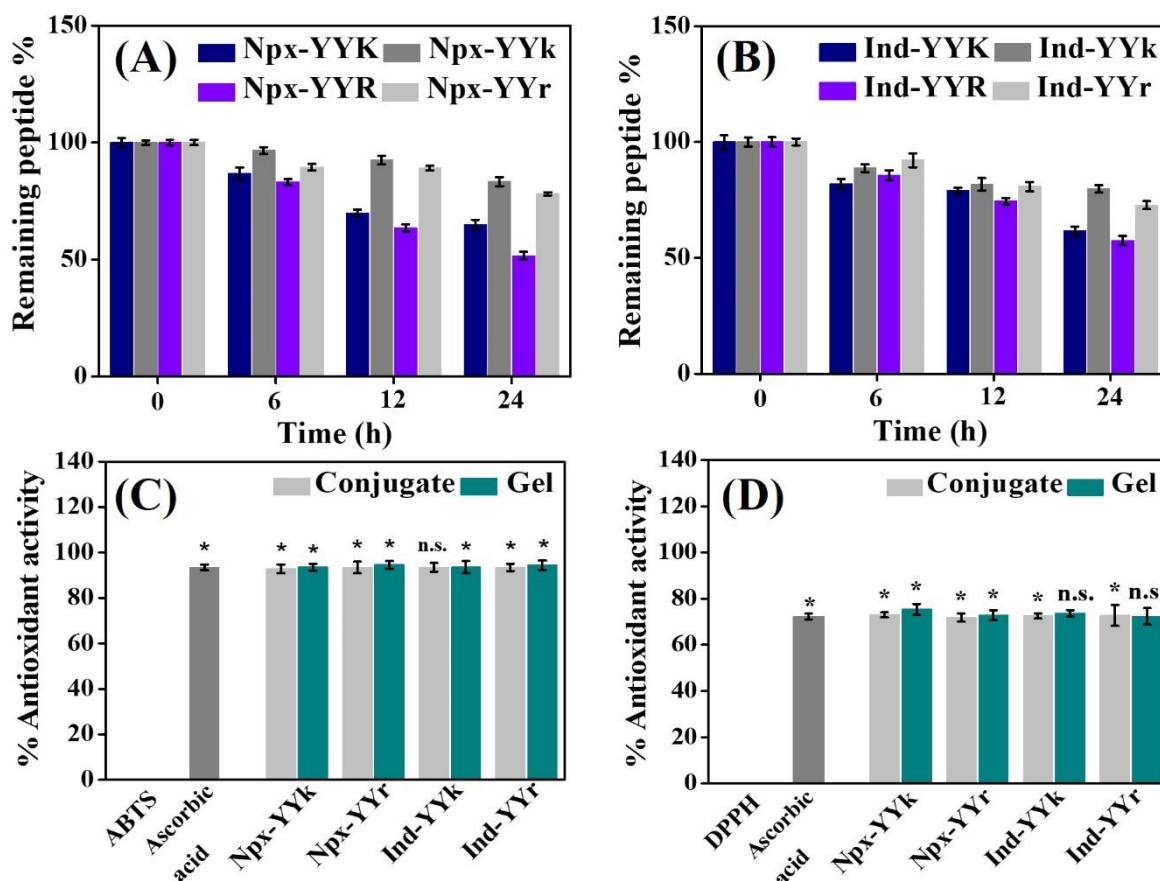 (A) Npx-YYK Npx-YYk
Npx-YYR Npx-YYr
Remaining peptide %
150
100
50
0
0 6 12 24
Time (h)
(B) Ind-YYK Ind-YYk
Ind-YYR Ind-YYr
Remaining peptide %
150
100
50
0
0 6 12 24
Time (h)
(C) Conjugate Gel
% Antioxidant activity
140
120
100
80
60
40
20
0
* * * * * n.s. * * *
ABTS
Ascorbic
acid
Npx-YYk
Npx-YYr
Ind-YYk
Ind-YYr
(D) Conjugate Gel
% Antioxidant activity
140
120
100
80
60
40
20
0
* * * * * * n.s. * n.s
DPPH
Ascorbic
acid
Npx-YYk
Npx-YYr
Ind-YYk
Ind-YYr